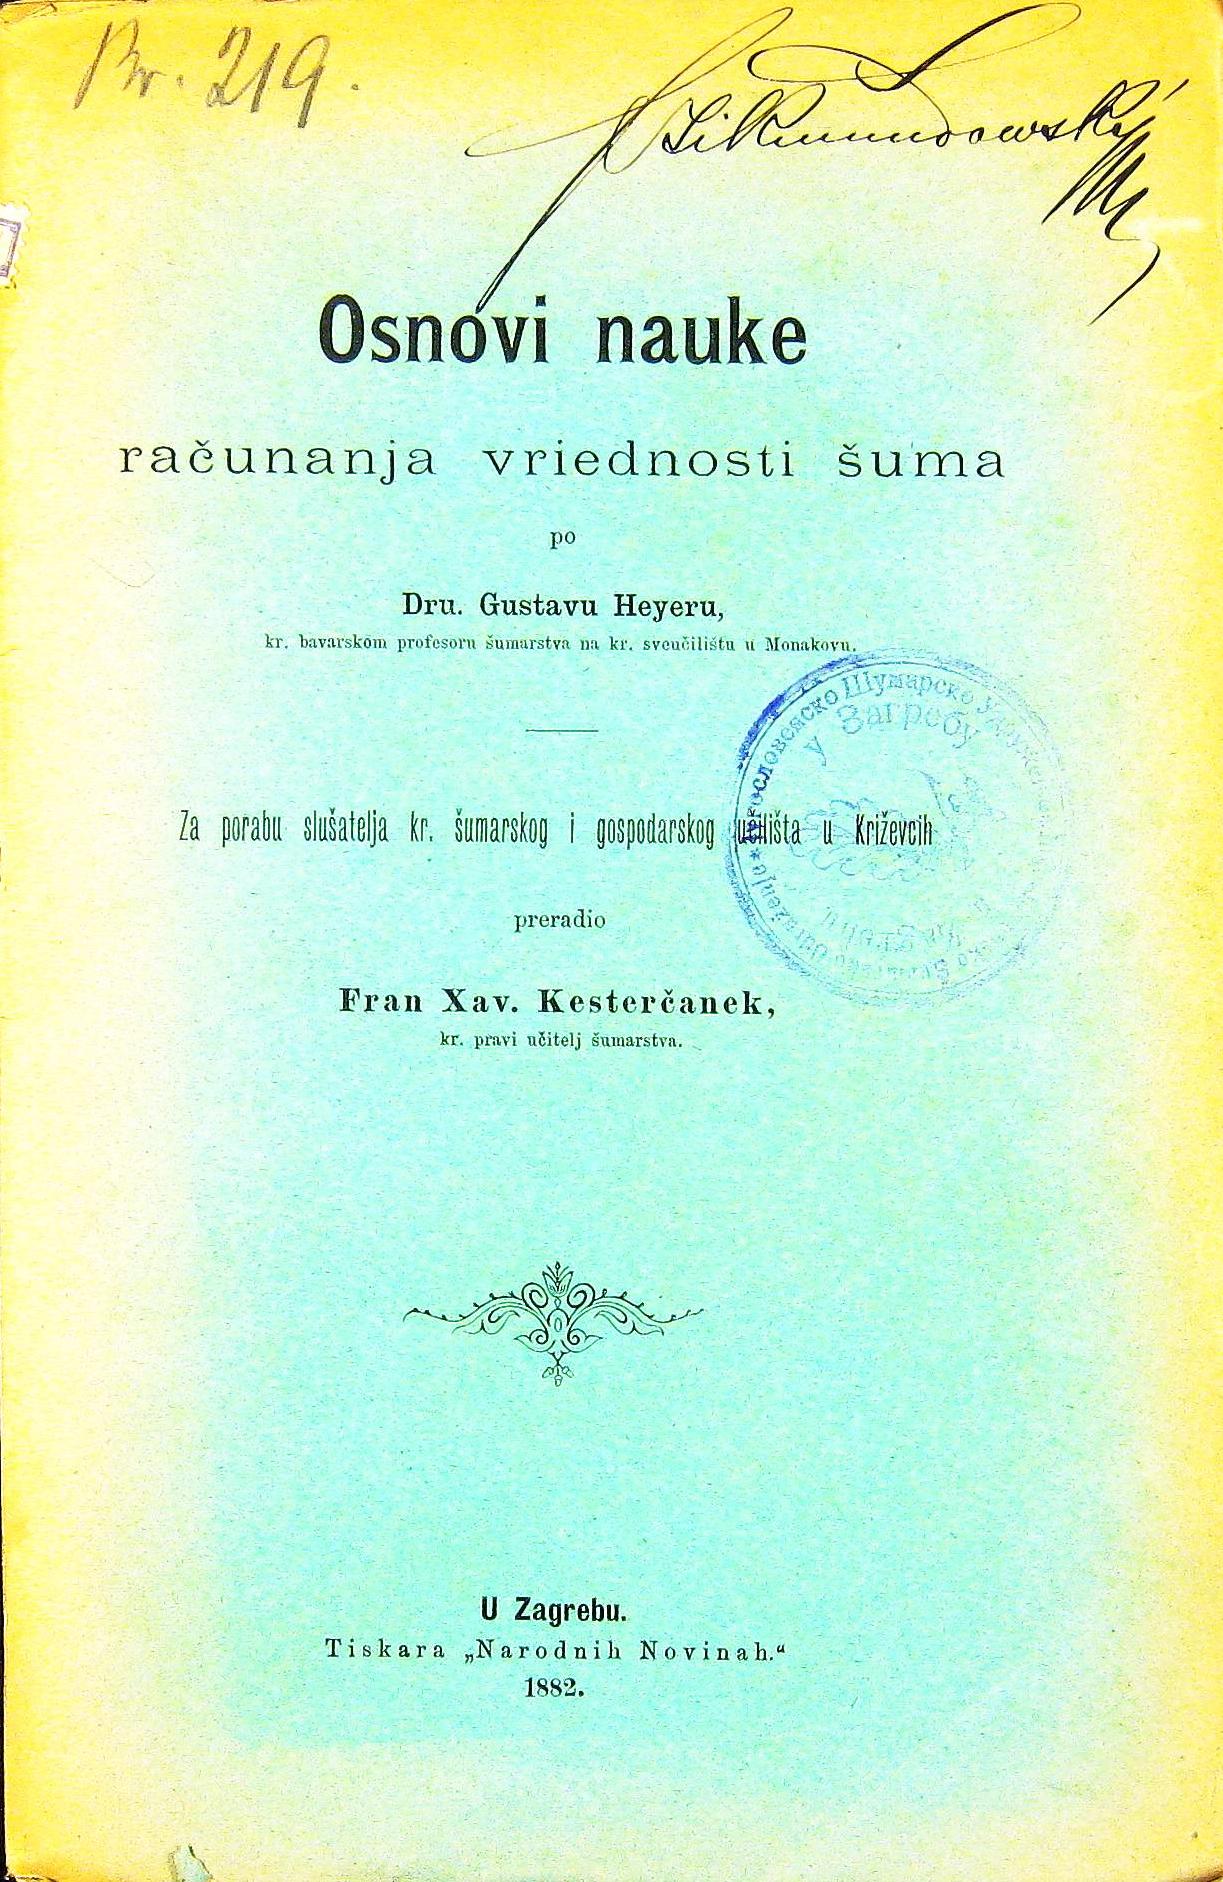 Br. 219.
Osnovi nauke
računanja vriednosti šuma
po
Dru. Gustavu Heyeru,
kr. bavarskom profesoru šumarstva na kr. sveučilištu u Monakovu.
Шумарско
у Загребу
Za porabu slušatelja kr. šumarskog i gospodarskog učilišta u Križevcih
preradio
Fran Xav. Kesterčanek,
kr. pravi učitelj šumarstva.
U Zagrebu.
Tiskara „Narodnih Novinah.“
1882.